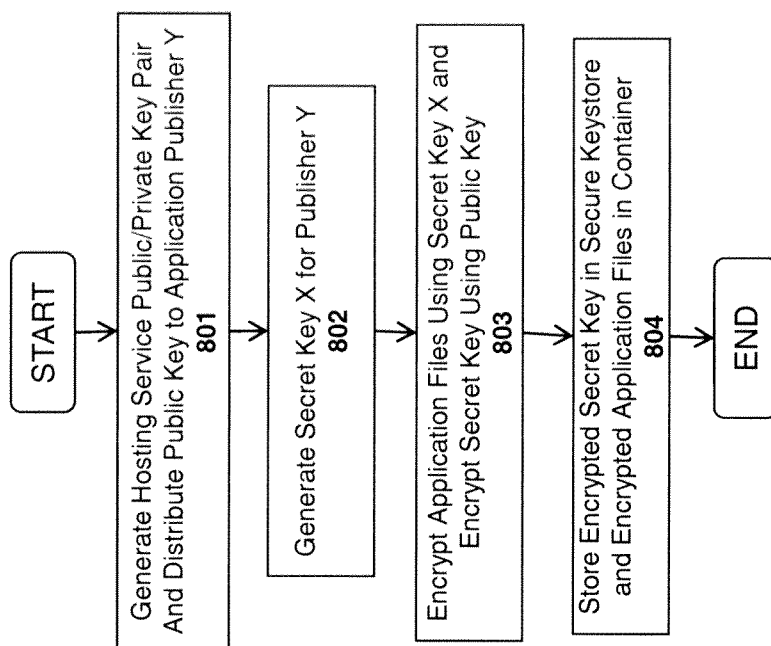 START
Generate Hosting Service Public/Private Key Pair
And Distribute Public Key to Application Publisher Y
801
Generate Secret Key X for Publisher Y
802
Encrypt Application Files Using Secret Key X and
Encrypt Secret Key Using Public Key
803
Store Encrypted Secret Key in Secure Keystore
and Encrypted Application Files in Container
804
END